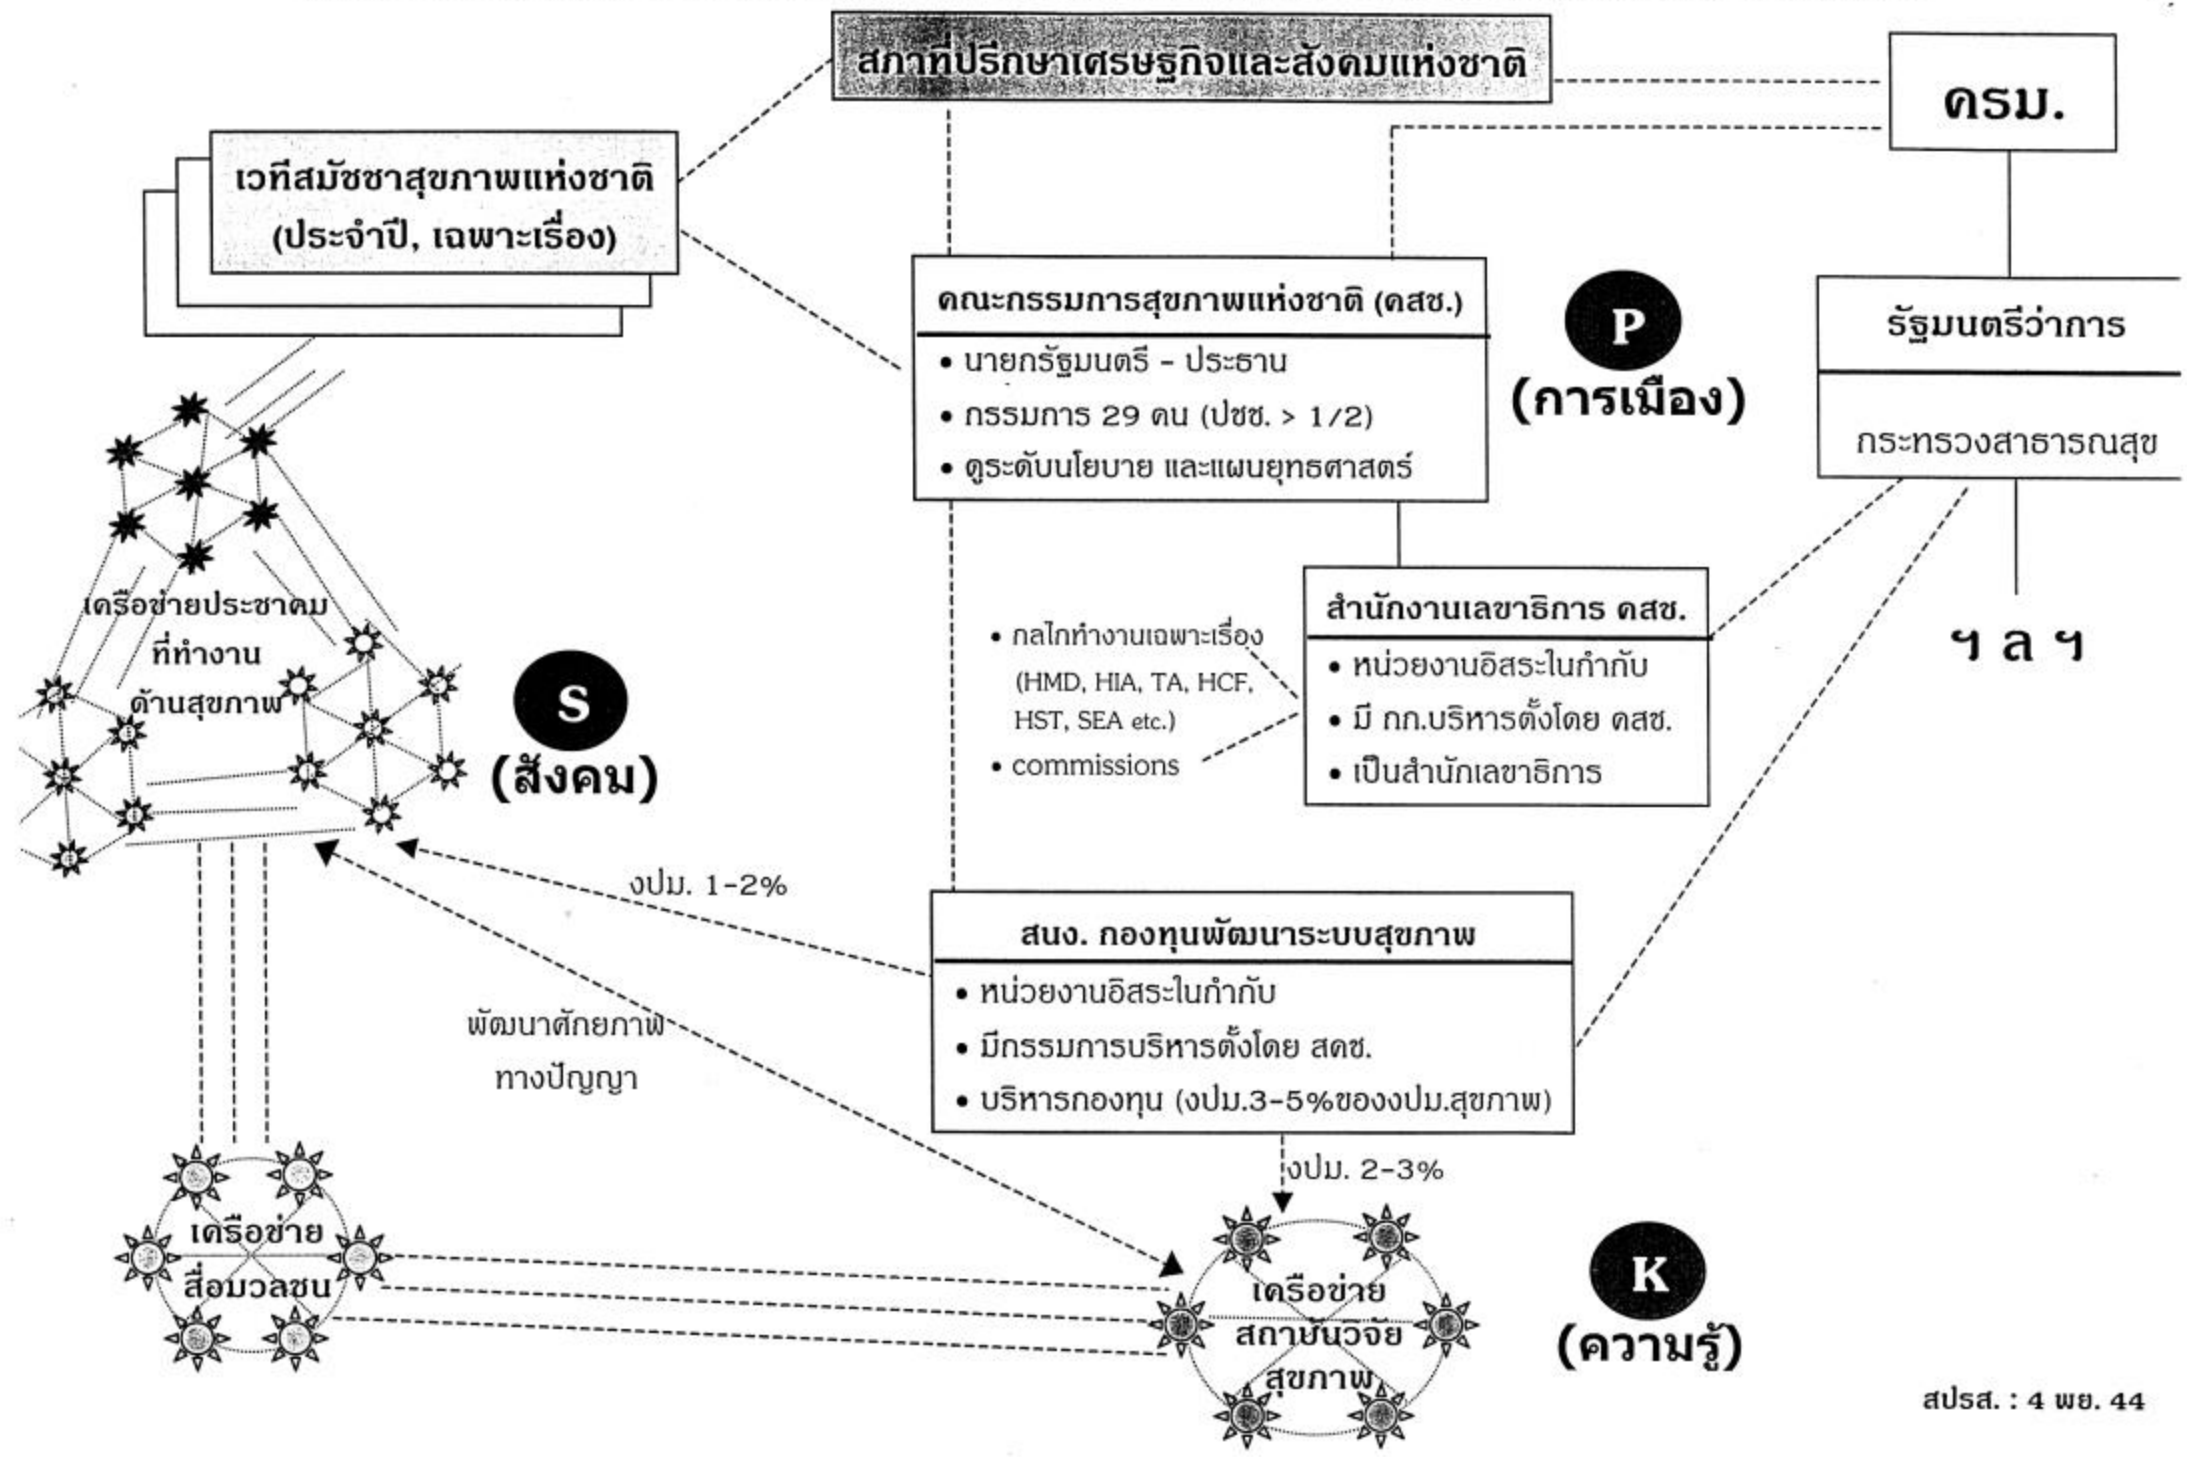 สภาที่ปรึกษาเศรษฐกิจและสังคมแห่งชาติ
ครม.
เวทีสมัชชาสุขภาพแห่งชาติ
(ประจำปี, เฉพาะเรื่อง)
คณะกรรมการสุขภาพแห่งชาติ (คสช.)
• นายกรัฐมนตรี - ประธาน
• กรรมการ 29 คน (ปชช. > 1/2)
• ดูระดับนโยบาย และแผนยุทธศาสตร์
P
(การเมือง)
รัฐมนตรีว่าการ
กระทรวงสาธารณสุข
ฯ ล ฯ
เครือข่ายประชาคม
ที่ทำงาน
ด้านสุขภาพ
S
(สังคม)
• กลไกทำงานเฉพาะเรื่อง
(HMD, HIA, TA, HCF,
HST, SEA etc.)
• commissions
สำนักงานเลขาธิการ คสช.
• หน่วยงานอิสระในกำกับ
• มี กก.บริหารตั้งโดย คสช.
• เป็นสำนักเลขาธิการ
งปม. 1-2%
สนง. กองทุนพัฒนาระบบสุขภาพ
• หน่วยงานอิสระในกำกับ
• มีกรรมการบริหารตั้งโดย สคช.
• บริหารกองทุน (งปม.3-5%ของงปม.สุขภาพ)
พัฒนาศักยภาพ
ทางปัญญา
งปม. 2-3%
เครือข่าย
สื่อมวลชน
เครือข่าย
สถาบันวิจัย
สุขภาพ
K
(ความรู้)
สปรส. : 4 พย. 44